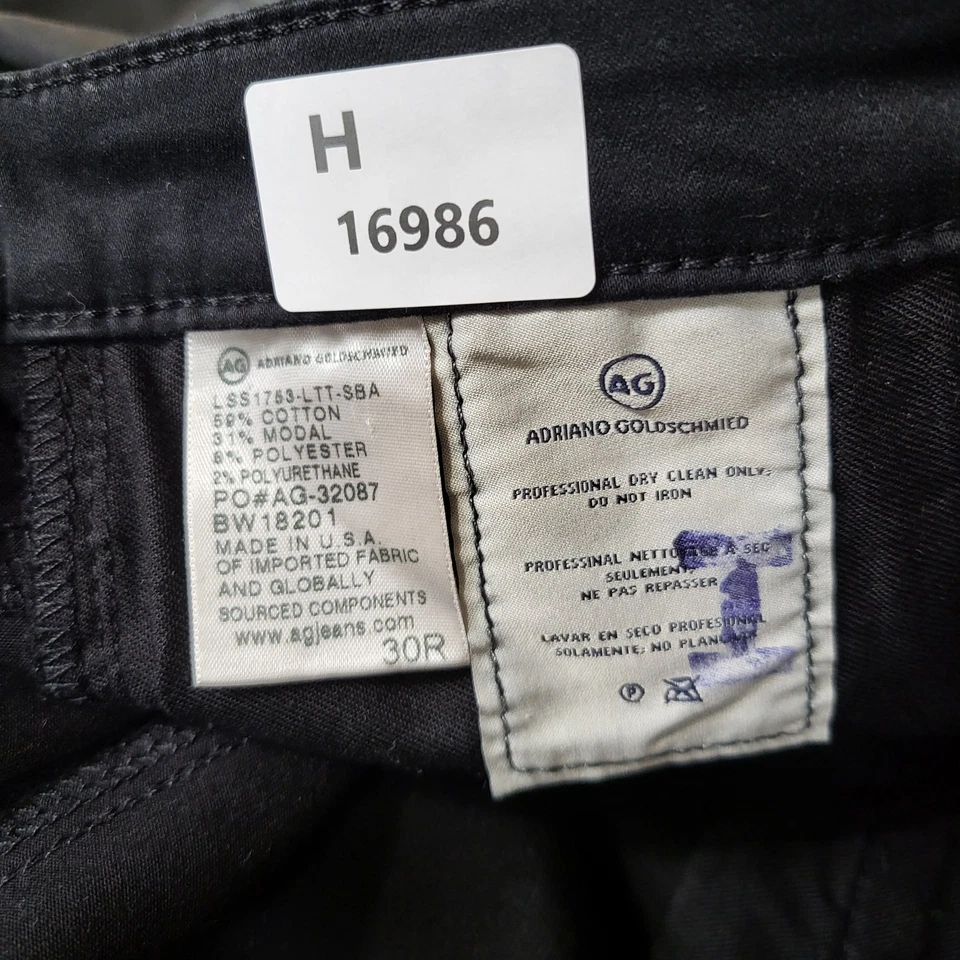 H
16986
AG ADRIANO GOLDSCHMIED
LSS1753-LTT-SBA
59% COTTON
31% MODAL
8% POLYESTER
2% POLYURETHANE
PO#AG-32087
BW18201
MADE IN U.S.A.
OF IMPORTED FABRIC
AND GLOBALLY
SOURCED COMPONENTS
www.agjeans.com
30R
AG
ADRIANO GOLDSCHMIED
PROFESSIONAL DRY CLEAN ONLY;
DO NOT IRON
PROFESSINAL A SEC
SEULEMENT;
NE PAS REPASSER
LAVAR EN SECO
SOLAMENTE; NO
P